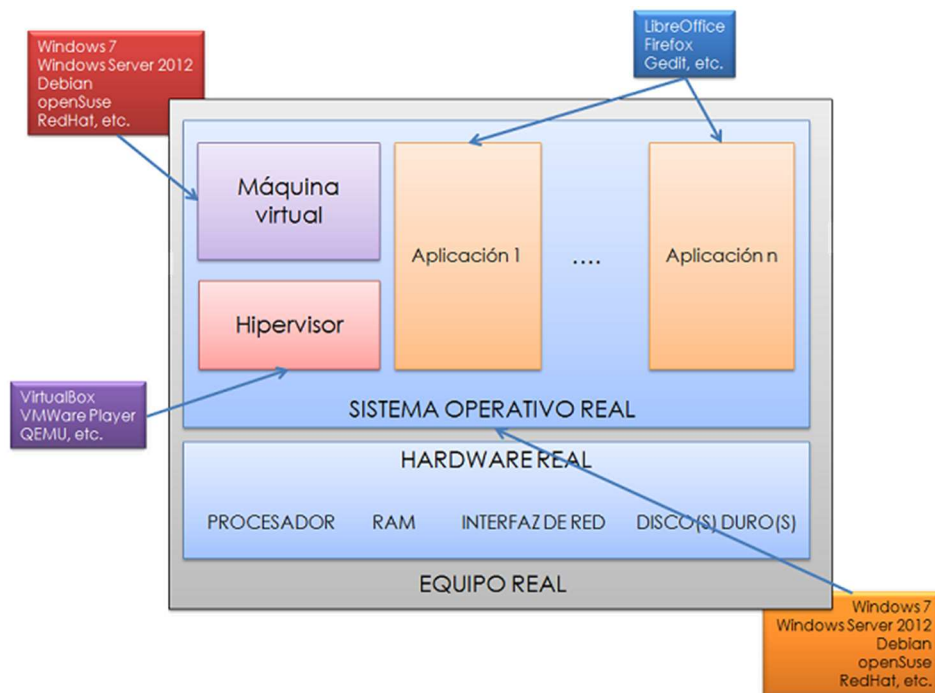 Windows 7
Windows Server 2012
Debian
openSuse
RedHat, etc.
LibreOffice
Firefox
Gedit, etc.
Máquina
virtual
Aplicación 1
....
Aplicación n
Hipervisor
VirtualBox
VMWare Player
QEMU, etc.
SISTEMA OPERATIVO REAL
HARDWARE REAL
PROCESADOR RAM INTERFAZ DE RED DISCO(S) DURO(S)
EQUIPO REAL
Windows 7
Windows Server 2012
Debian
openSuse
RedHat, etc.